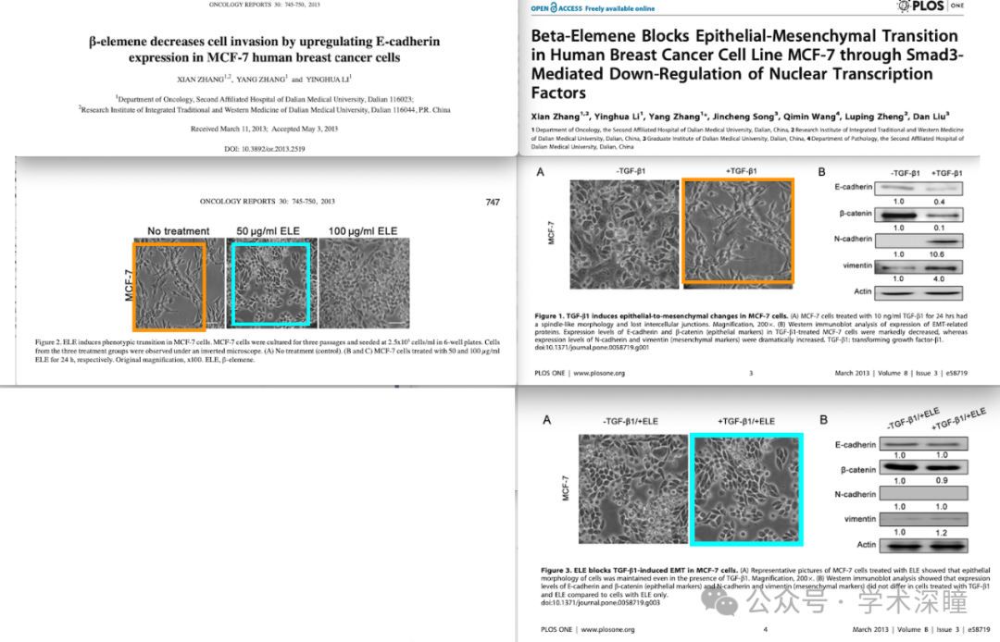 ONCOLOGY REPORTS 30: 745-750, 2013
β-elemene decreases cell invasion by upregulating E-cadherin
expression in MCF-7 human breast cancer cells
XIAN ZHANG1,2, YANG ZHANG1 and YINGHUA LI1
1Department of Oncology, Second Affiliated Hospital of Dalian Medical University, Dalian 116023;
2Research Institute of Integrated Traditional and Western Medicine of Dalian Medical University, Dalian 116044, P.R. China
Received March 11, 2013; Accepted May 3, 2013
DOI: 10.3892/or.2013.2519
OPEN ACCESS Freely available online
PLOS ONE
Beta-Elemene Blocks Epithelial-Mesenchymal Transition
in Human Breast Cancer Cell Line MCF-7 through Smad3-
Mediated Down-Regulation of Nuclear Transcription
Factors
Xian Zhang1,2, Yinghua Li1, Yang Zhang1*, Jincheng Song3, Qimin Wang4, Luping Zheng2, Dan Liu3
1 Department of Oncology, the Second Affiliated Hospital of Dalian Medical University, Dalian, China, 2 Research Institute of Integrated Traditional and Western Medicine
of Dalian Medical University, Dalian, China, 3 Graduate Institute of Dalian Medical University, Dalian, China, 4 Department of Pathology, the Second Affiliated Hospital of
Dalian Medical University, Dalian, China
ONCOLOGY REPORTS 30: 745-750, 2013
747
No treatment 50 µg/ml ELE 100 µg/ml ELE
MCF-7
Figure 2. ELE induces phenotypic transition in MCF-7 cells. MCF-7 cells were cultured for three passages and seeded at 2.5x10⁵ cells/ml in 6-well plates. Cells
from the three treatment groups were observed under an inverted microscope. (A) No treatment (control). (B and C) MCF-7 cells treated with 50 and 100 µg/ml
ELE for 24 h, respectively. Original magnification, x100. ELE, β-elemene.
A
-TGF-β1 +TGF-β1
MCF-7
B
-TGF-β1 +TGF-β1
E-cadherin
1.0 0.4
β-catenin
1.0 0.1
N-cadherin
1.0 10.6
vimentin
1.0 4.0
Actin
Figure 1. TGF-β1 induces epithelial-to-mesenchymal changes in MCF-7 cells. (A) MCF-7 cells treated with 10 ng/ml TGF-β1 for 24 hrs had
a spindle-like morphology and lost intercellular junctions. Magnification, 200×. (B) Western immunoblot analysis of expression of EMT-related
proteins. Expression levels of E-cadherin and β-catenin (epithelial markers) in TGF-β1-treated MCF-7 cells were markedly decreased, whereas
expression levels of N-cadherin and vimentin (mesenchymal markers) were dramatically increased. TGF-β1: transforming growth factor-β1.
doi:10.1371/journal.pone.0058719.g001
PLOS ONE | www.plosone.org
3
March 2013 | Volume 8 | Issue 3 | e58719
A
-TGF-β1/+ELE +TGF-β1/+ELE
MCF-7
B
-TGF-β1/+ELE +TGF-β1/+ELE
E-cadherin
1.0 1.0
β-catenin
1.0 0.9
N-cadherin
1.0 1.0
vimentin
1.0 1.2
Actin
Figure 3. ELE blocks TGF-β1-induced EMT in MCF-7 cells. (A) Representative pictures of MCF-7 cells treated with ELE showed that epithelial
morphology of cells was maintained even in the presence of TGF-β1. Magnification, 200×. (B) Western immunoblot analysis showed that expression
levels of E-cadherin and β-catenin (epithelial markers) and N-cadherin and vimentin (mesenchymal markers) did not differ in cells treated with TGF-β1
and ELE compared to cells with ELE only.
doi:10.1371/journal.pone.0058719.g003
公众号 · 学术深瞳
PLOS ONE | www.plosone.org
4
March 2013 | Volume 8 | Issue 3 | e58719